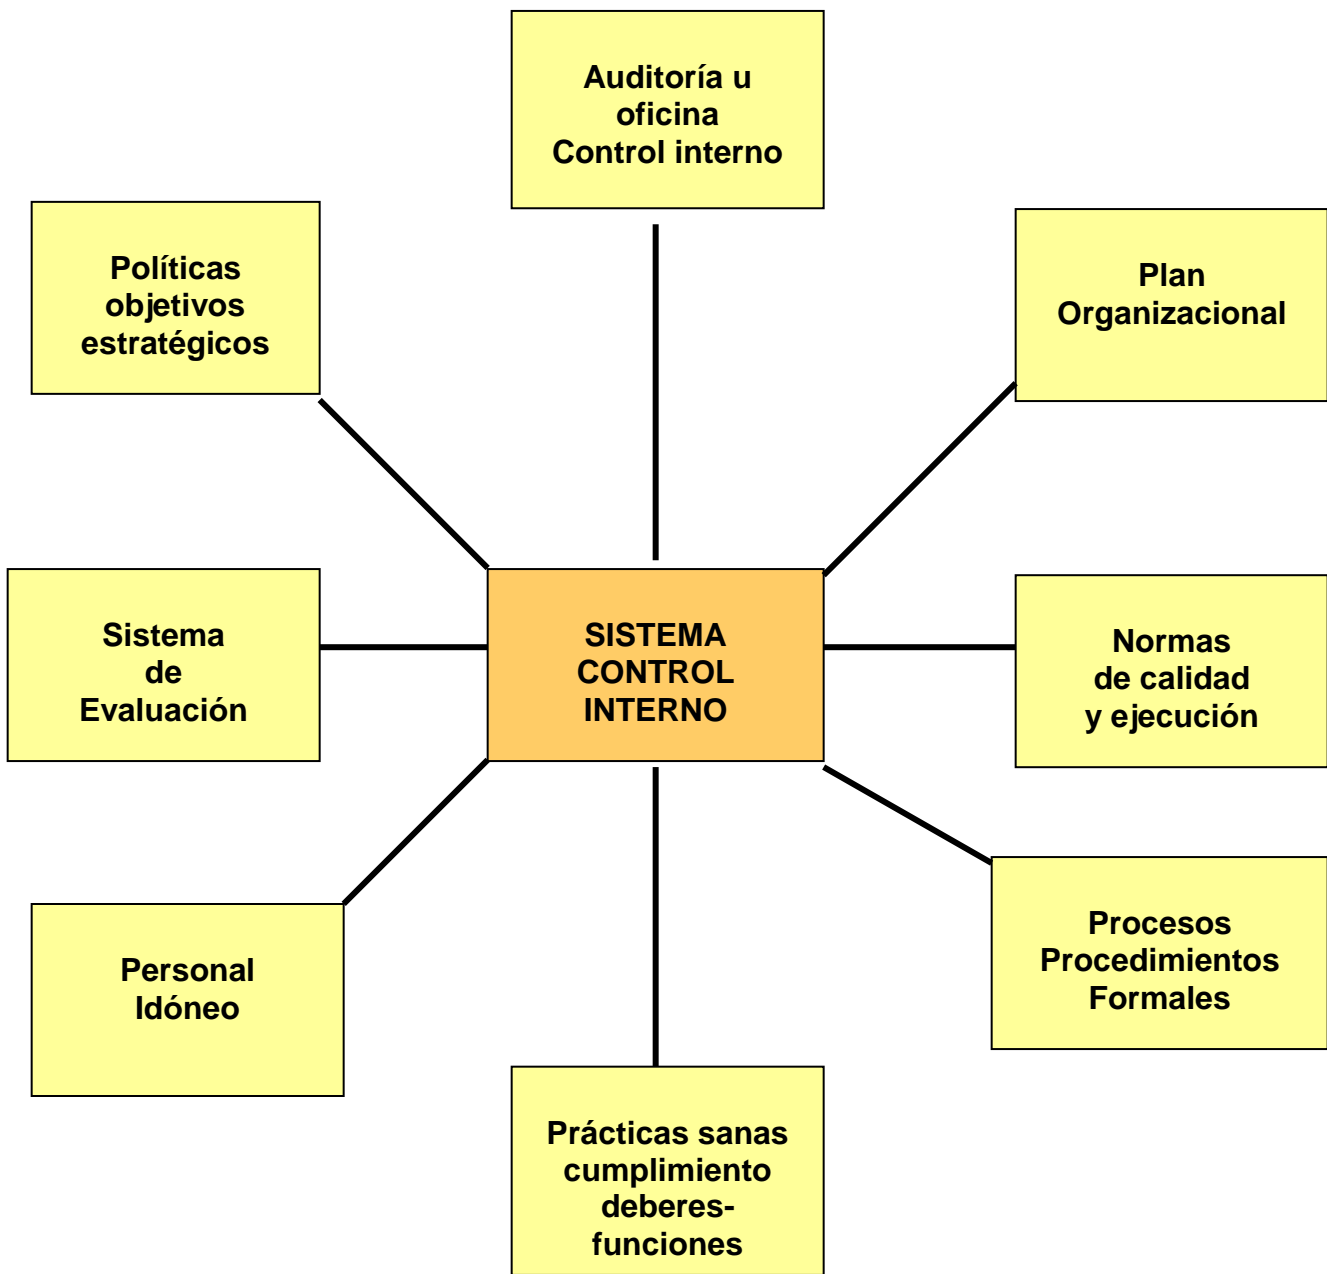 Auditoría u
oficina
Control interno
Políticas
objetivos
estratégicos
Plan
Organizacional
Sistema
de
Evaluación
SISTEMA
CONTROL
INTERNO
Normas
de calidad
y ejecución
Personal
Idóneo
Procesos
Procedimientos
Formales
Prácticas sanas
cumplimiento
deberes-
funciones